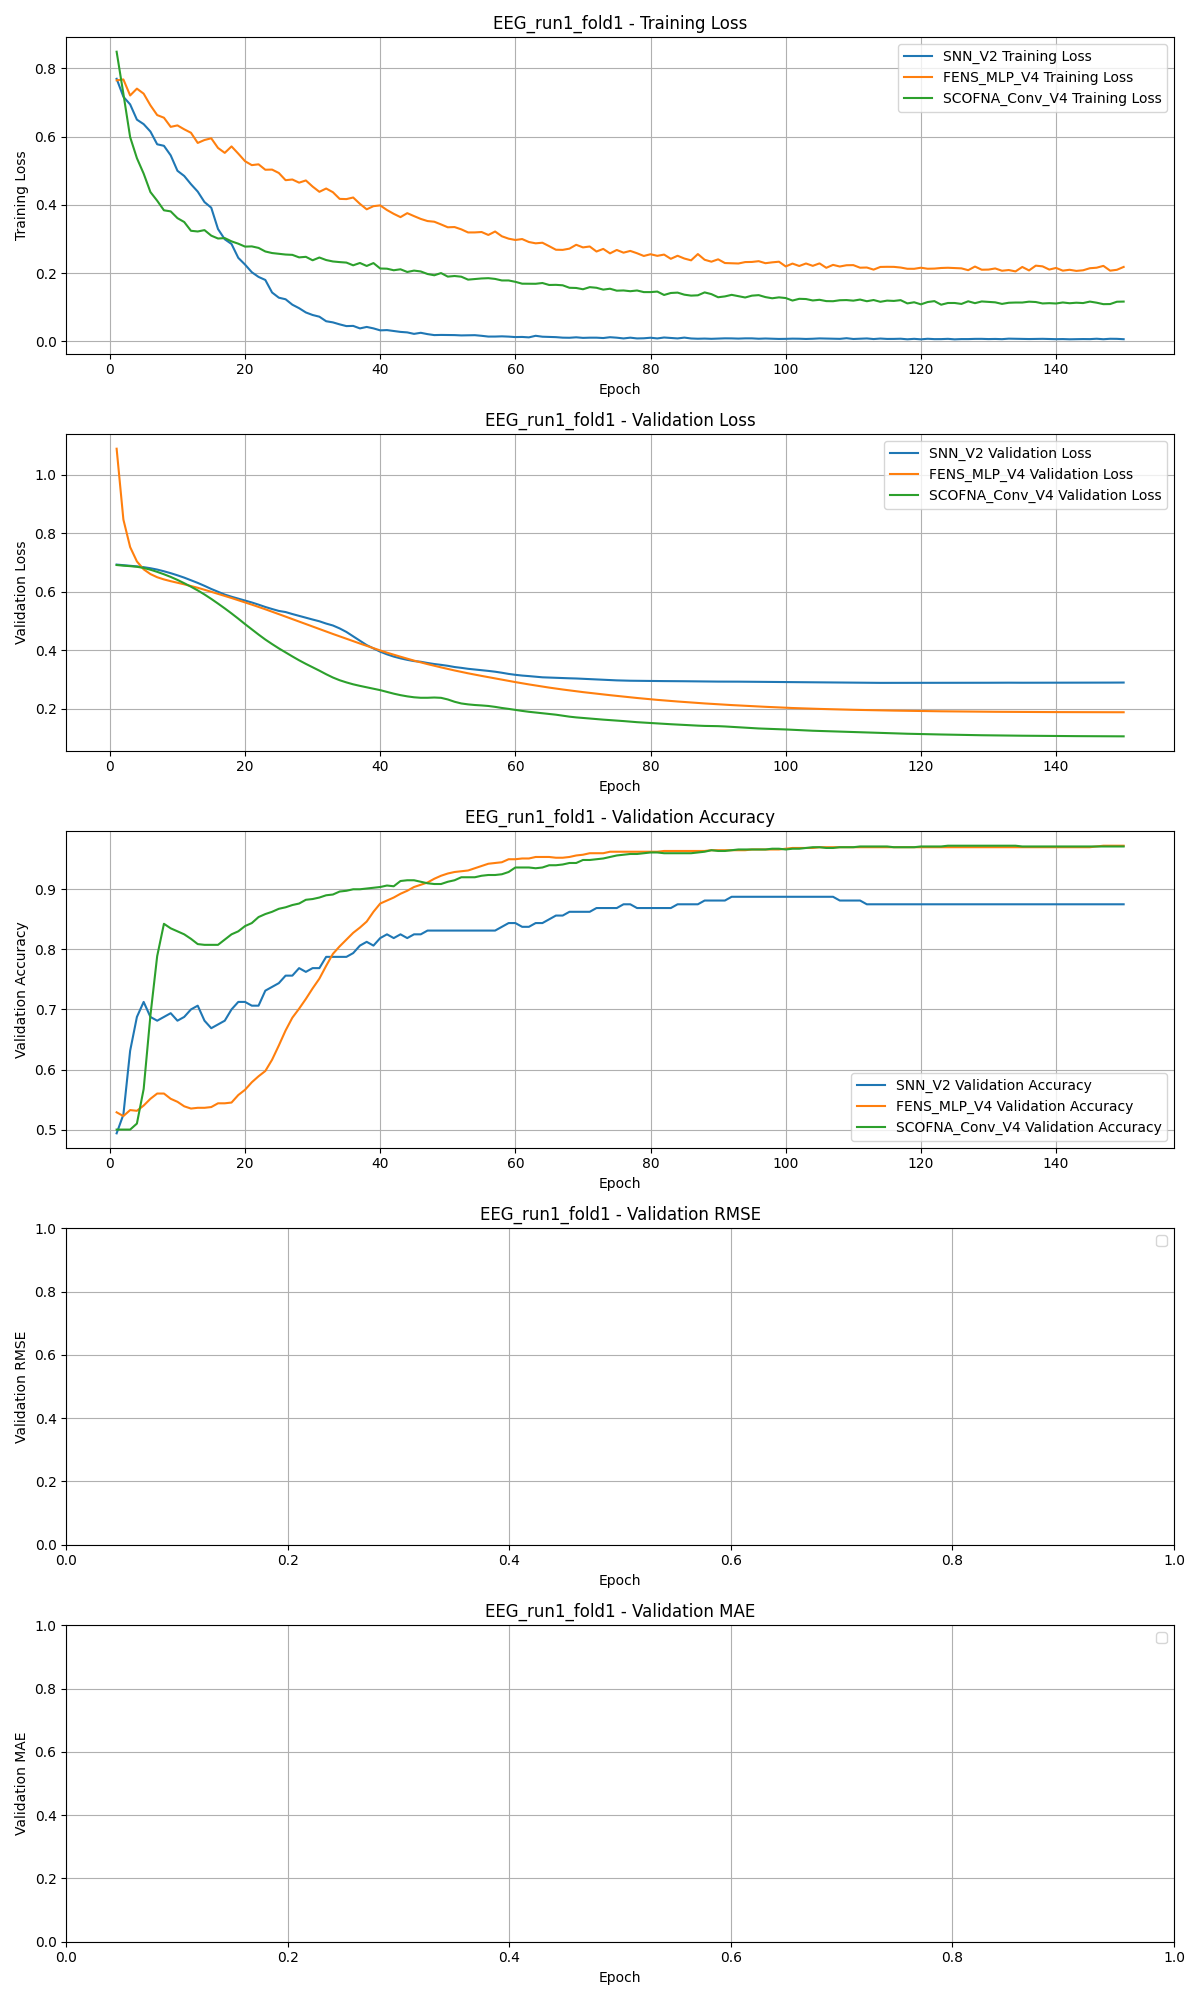 EEG_run1_fold1 - Training Loss
SNN_V2 Training Loss
FENS_MLP_V4 Training Loss
SCOFNA_Conv_V4 Training Loss
Training Loss
0.8
0.6
0.4
0.2
0.0
0 20 40 60 80 100 120 140
Epoch
EEG_run1_fold1 - Validation Loss
SNN_V2 Validation Loss
FENS_MLP_V4 Validation Loss
SCOFNA_Conv_V4 Validation Loss
Validation Loss
1.0
0.8
0.6
0.4
0.2
0 20 40 60 80 100 120 140
Epoch
EEG_run1_fold1 - Validation Accuracy
Validation Accuracy
0.9
0.8
0.7
0.6
0.5
SNN_V2 Validation Accuracy
FENS_MLP_V4 Validation Accuracy
SCOFNA_Conv_V4 Validation Accuracy
0 20 40 60 80 100 120 140
Epoch
EEG_run1_fold1 - Validation RMSE
Validation RMSE
1.0
0.8
0.6
0.4
0.2
0.0
0.0 0.2 0.4 0.6 0.8 1.0
Epoch
EEG_run1_fold1 - Validation MAE
Validation MAE
1.0
0.8
0.6
0.4
0.2
0.0
0.0 0.2 0.4 0.6 0.8 1.0
Epoch